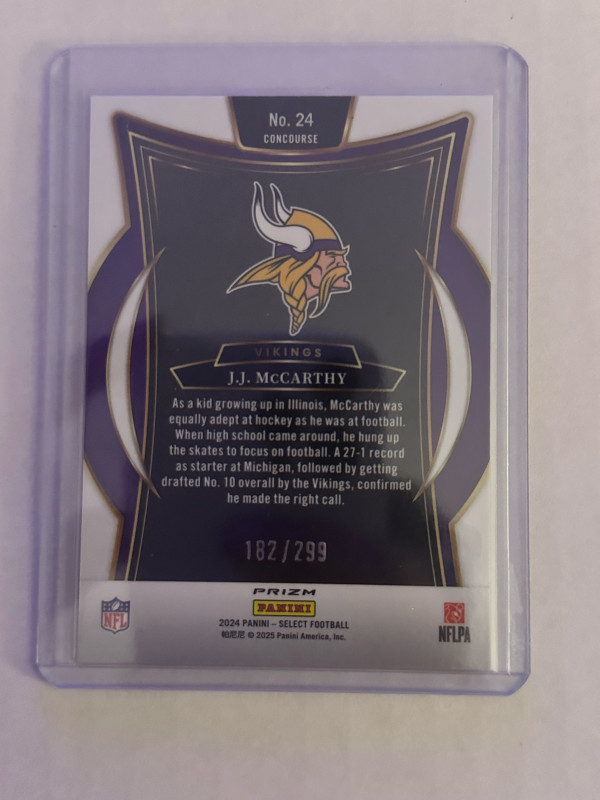 No. 24
CONCOURSE
VIKINGS
J.J. McCARTHY
As a kid growing up in Illinois, McCarthy was
equally adept at hockey as he was at football.
When high school came around, he hung up
the skates to focus on football. A 27-1 record
as starter at Michigan, followed by getting
drafted No. 10 overall by the Vikings, confirmed
he made the right call.
182/299
PRIZM
PANINI
NFL
2024 PANINI – SELECT FOOTBALL
帕尼尼 © 2025 Panini America, Inc.
NFLPA